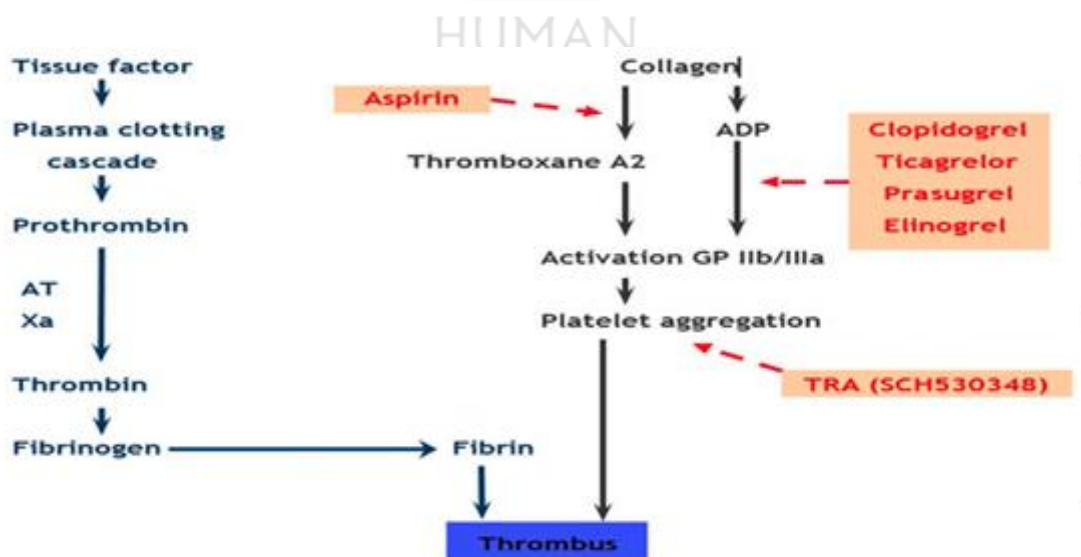 HUMAN
Tissue factor
Plasma clotting
cascade
Prothrombin
AT
Xa
Thrombin
Fibrinogen
Fibrin
Collagen
Aspirin
ADP
Thromboxane A2
Clopidogrel
Ticagrelor
Prasugrel
Elinogrel
Activation GP IIb/IIIa
Platelet aggregation
TRA (SCH530348)
Thrombus